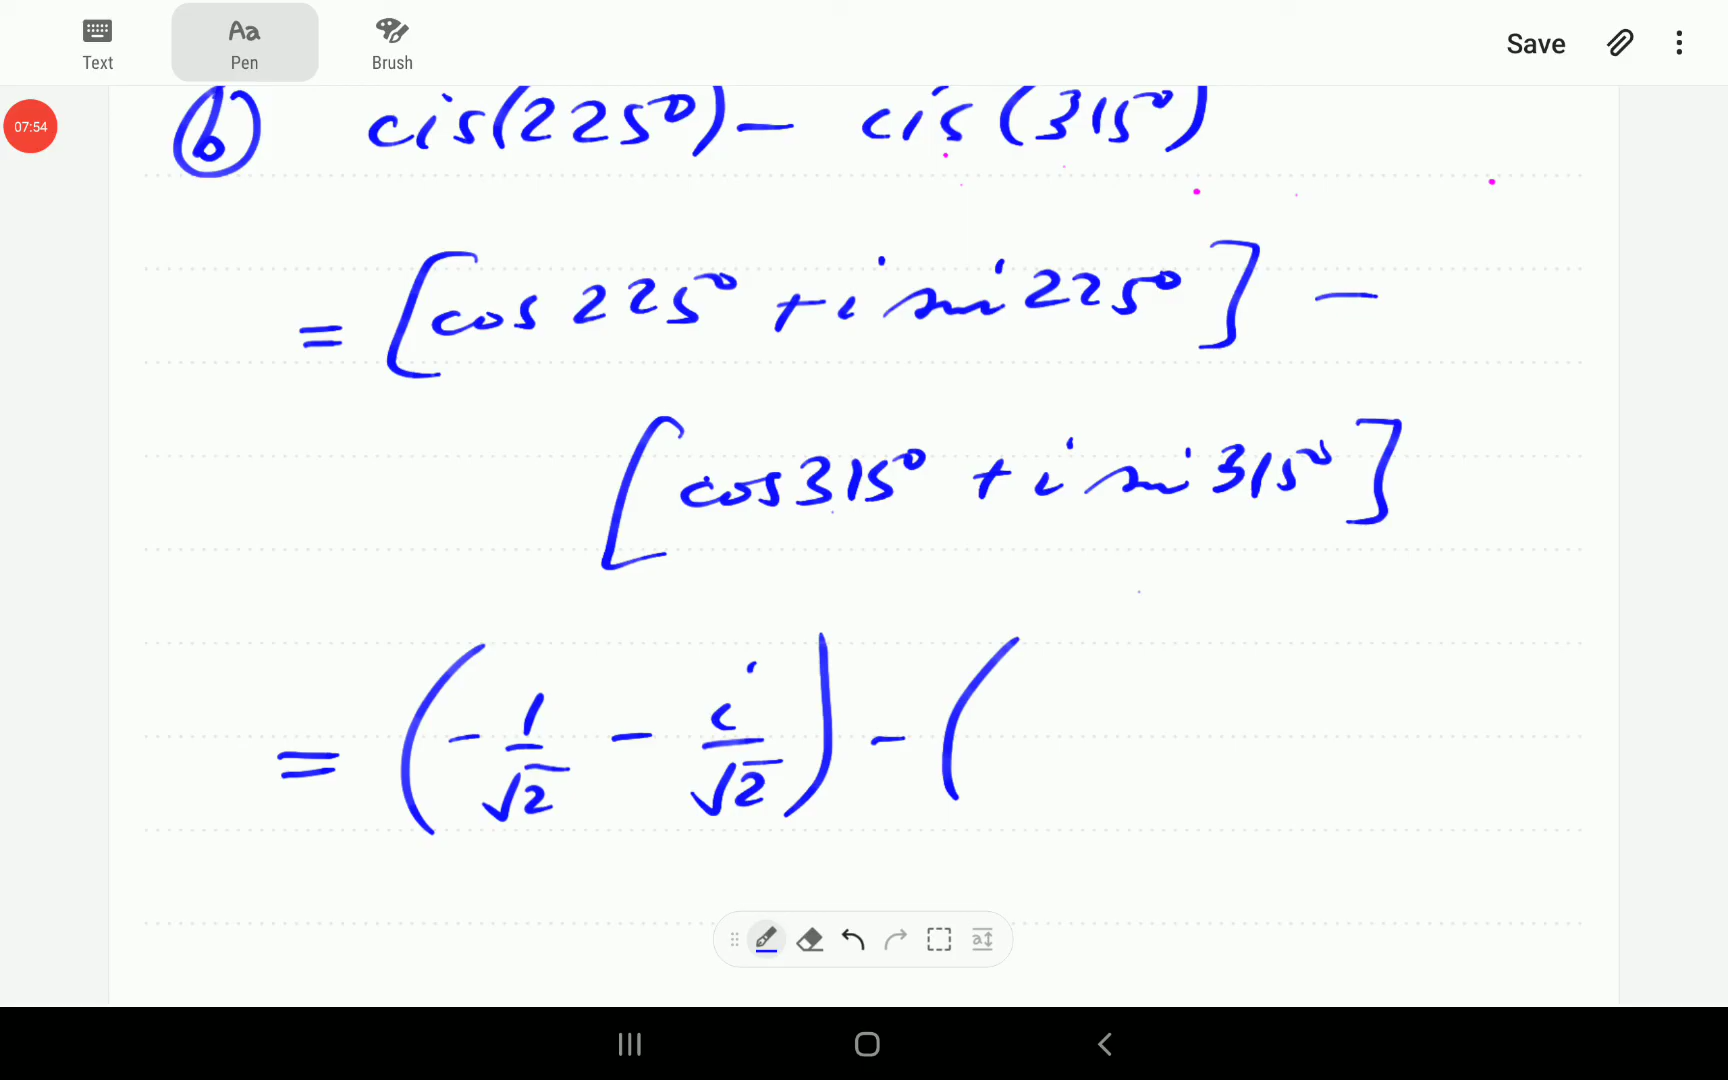 Text Pen Brush Save
07:54
(b) cis(225°) - cis(315°)
= [cos 225° + i sin 225°] -
[cos 315° + i sin 315°]
= (-1/√2 - i/√2) - (